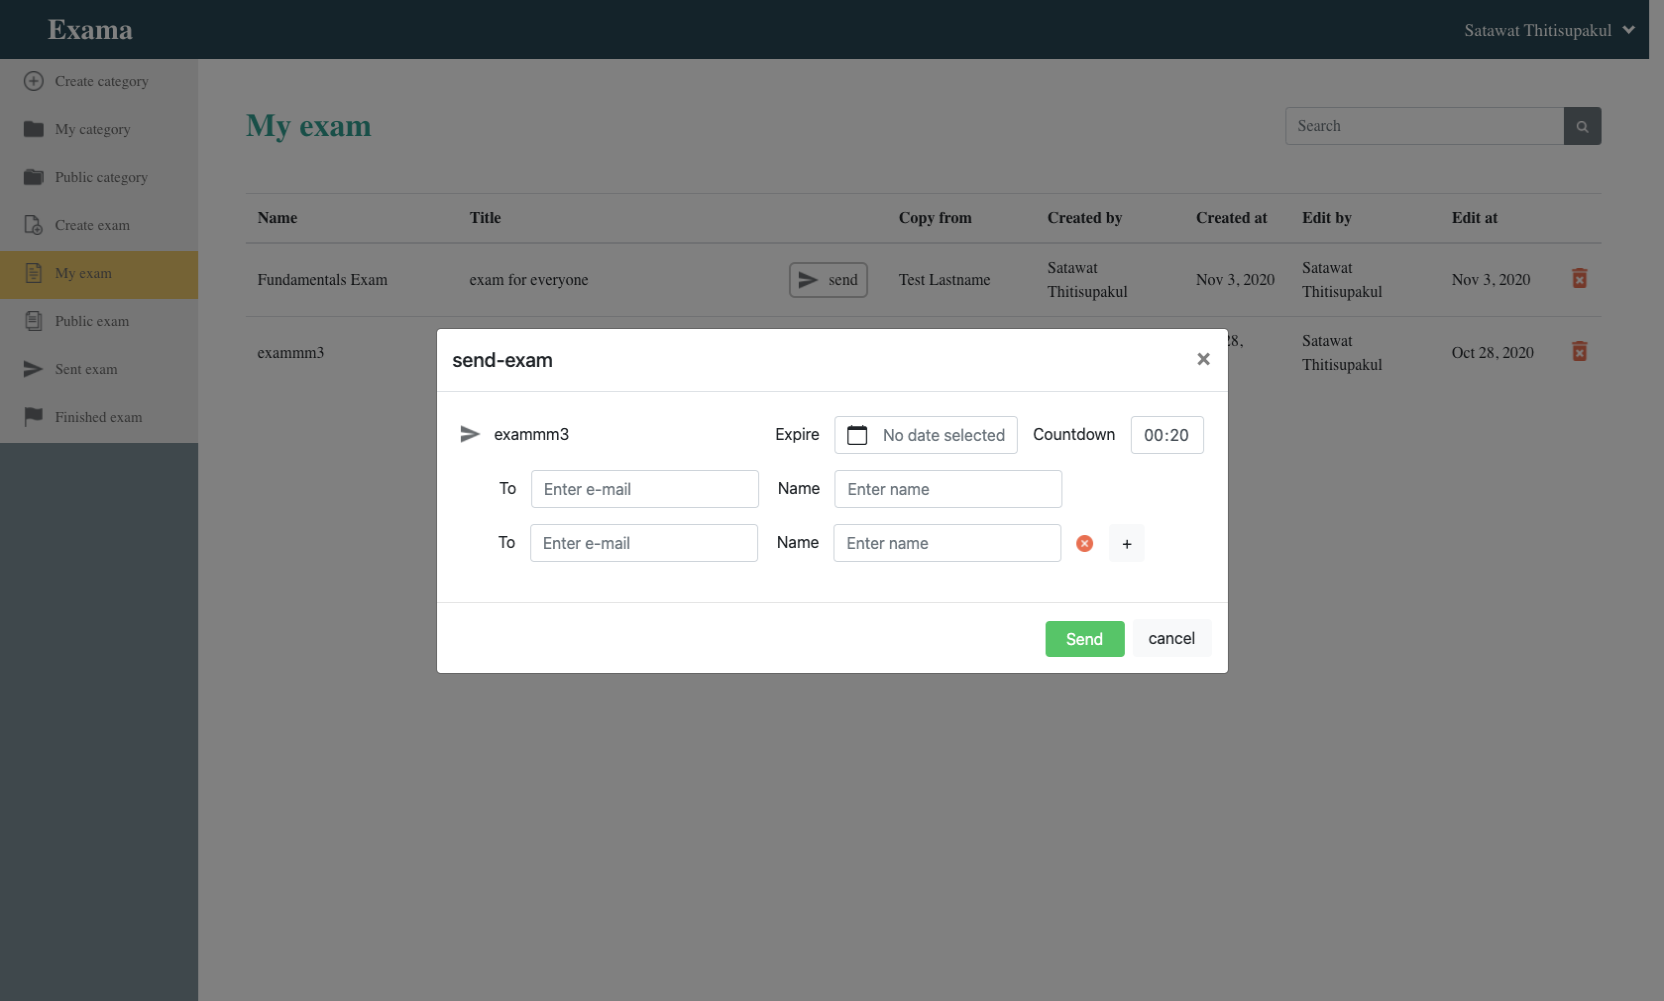 Exama
Satawat Thitisupakul
Create category
My category
Public category
Create exam
My exam
Public exam
Sent exam
Finished exam
My exam
Search
Name Title Copy from Created by Created at Edit by Edit at
Fundamentals Exam exam for everyone send Test Lastname Satawat Thitisupakul Nov 3, 2020 Satawat Thitisupakul Nov 3, 2020
exammm3 28, Satawat Thitisupakul Oct 28, 2020
send-exam
exammm3 Expire No date selected Countdown 00:20
To Enter e-mail Name Enter name
To Enter e-mail Name Enter name +
Send cancel